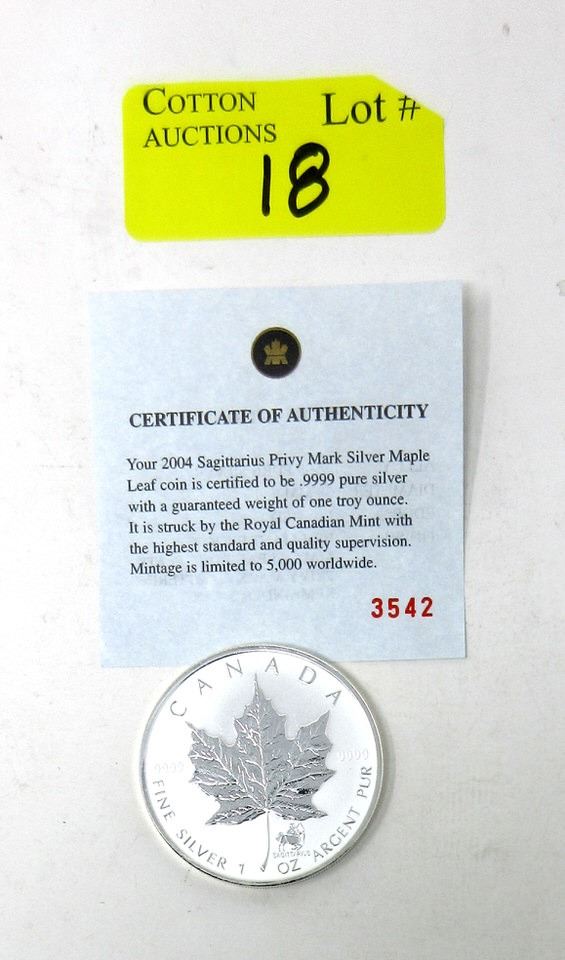 COTTON AUCTIONS
Lot #
18
CERTIFICATE OF AUTHENTICITY
Your 2004 Sagittarius Privy Mark Silver Maple
Leaf coin is certified to be .9999 pure silver
with a guaranteed weight of one troy ounce.
It is struck by the Royal Canadian Mint with
the highest standard and quality supervision.
Mintage is limited to 5,000 worldwide.
3542
CANADA
9999 9999
SAGITTARIUS
FINE SILVER 1 OZ ARGENT PUR